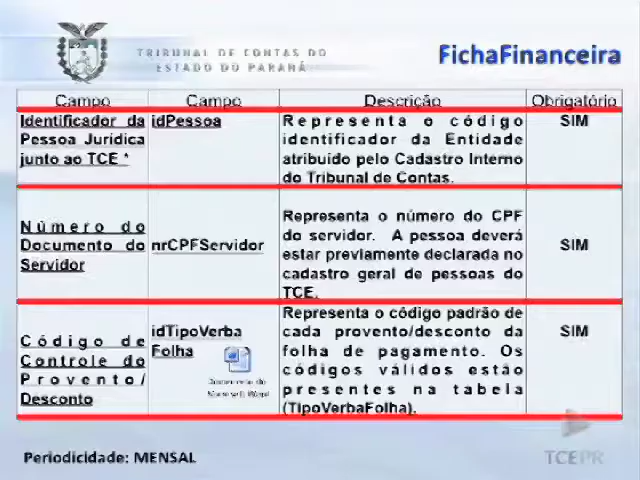 TRIBUNAL DE CONTAS DO
ESTADO DO PARANÁ
FichaFinanceira
Campo Campo Descrição Obrigatório
Identificador da
Pessoa Jurídica
junto ao TCE *
idPessoa
Representa o código
identificador da Entidade
atribuído pelo Cadastro Interno
do Tribunal de Contas.
SIM
Número do
Documento do
Servidor
nrCPFServidor
Representa o número do CPF
do servidor. A pessoa deverá
estar previamente declarada no
cadastro geral de pessoas do
TCE.
SIM
Código de
Controle do
Provento/
Desconto
idTipoVerba
Folha
Documento do
Microsoft Word
Representa o código padrão de
cada provento/desconto da
folha de pagamento. Os
códigos válidos estão
presentes na tabela
(TipoVerbaFolha).
SIM
Periodicidade: MENSAL
TCEPR